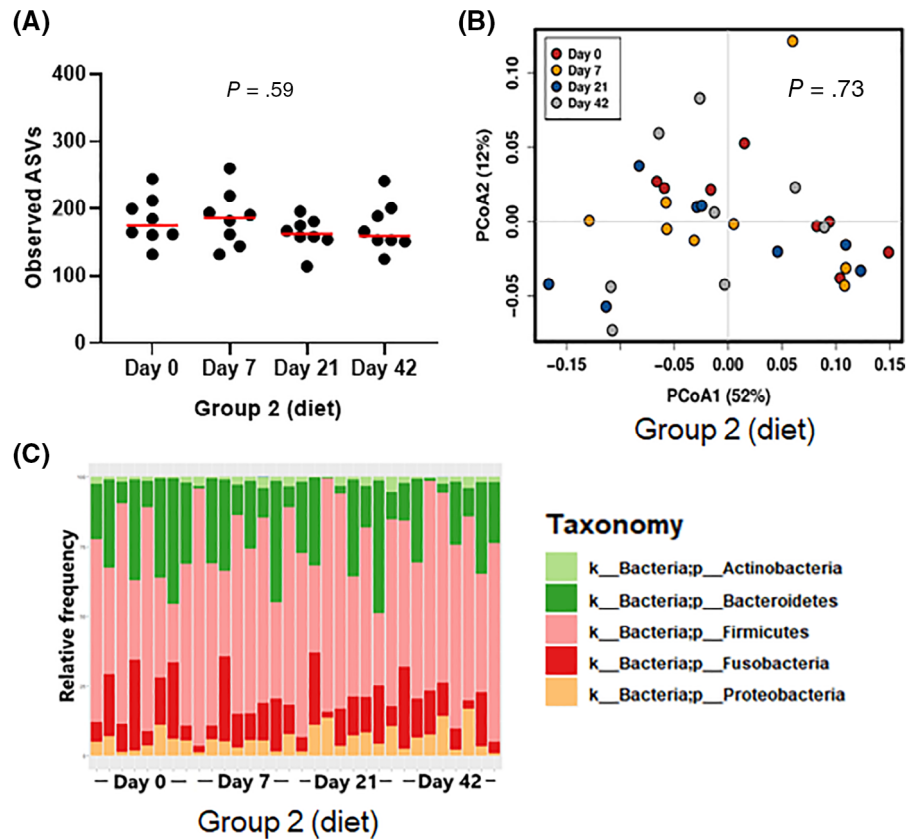 (A)
400
300
200
100
0
Observed ASVs
P = .59
Day 0 Day 7 Day 21 Day 42
Group 2 (diet)
(B)
Day 0
Day 7
Day 21
Day 42
P = .73
0.10
0.05
0.00
−0.05
PCoA2 (12%)
−0.15 −0.05 0.00 0.05 0.10 0.15
PCoA1 (52%)
Group 2 (diet)
(C)
Relative frequency
Day 0 Day 7 Day 21 Day 42
Group 2 (diet)
Taxonomy
k__Bacteria;p__Actinobacteria
k__Bacteria;p__Bacteroidetes
k__Bacteria;p__Firmicutes
k__Bacteria;p__Fusobacteria
k__Bacteria;p__Proteobacteria